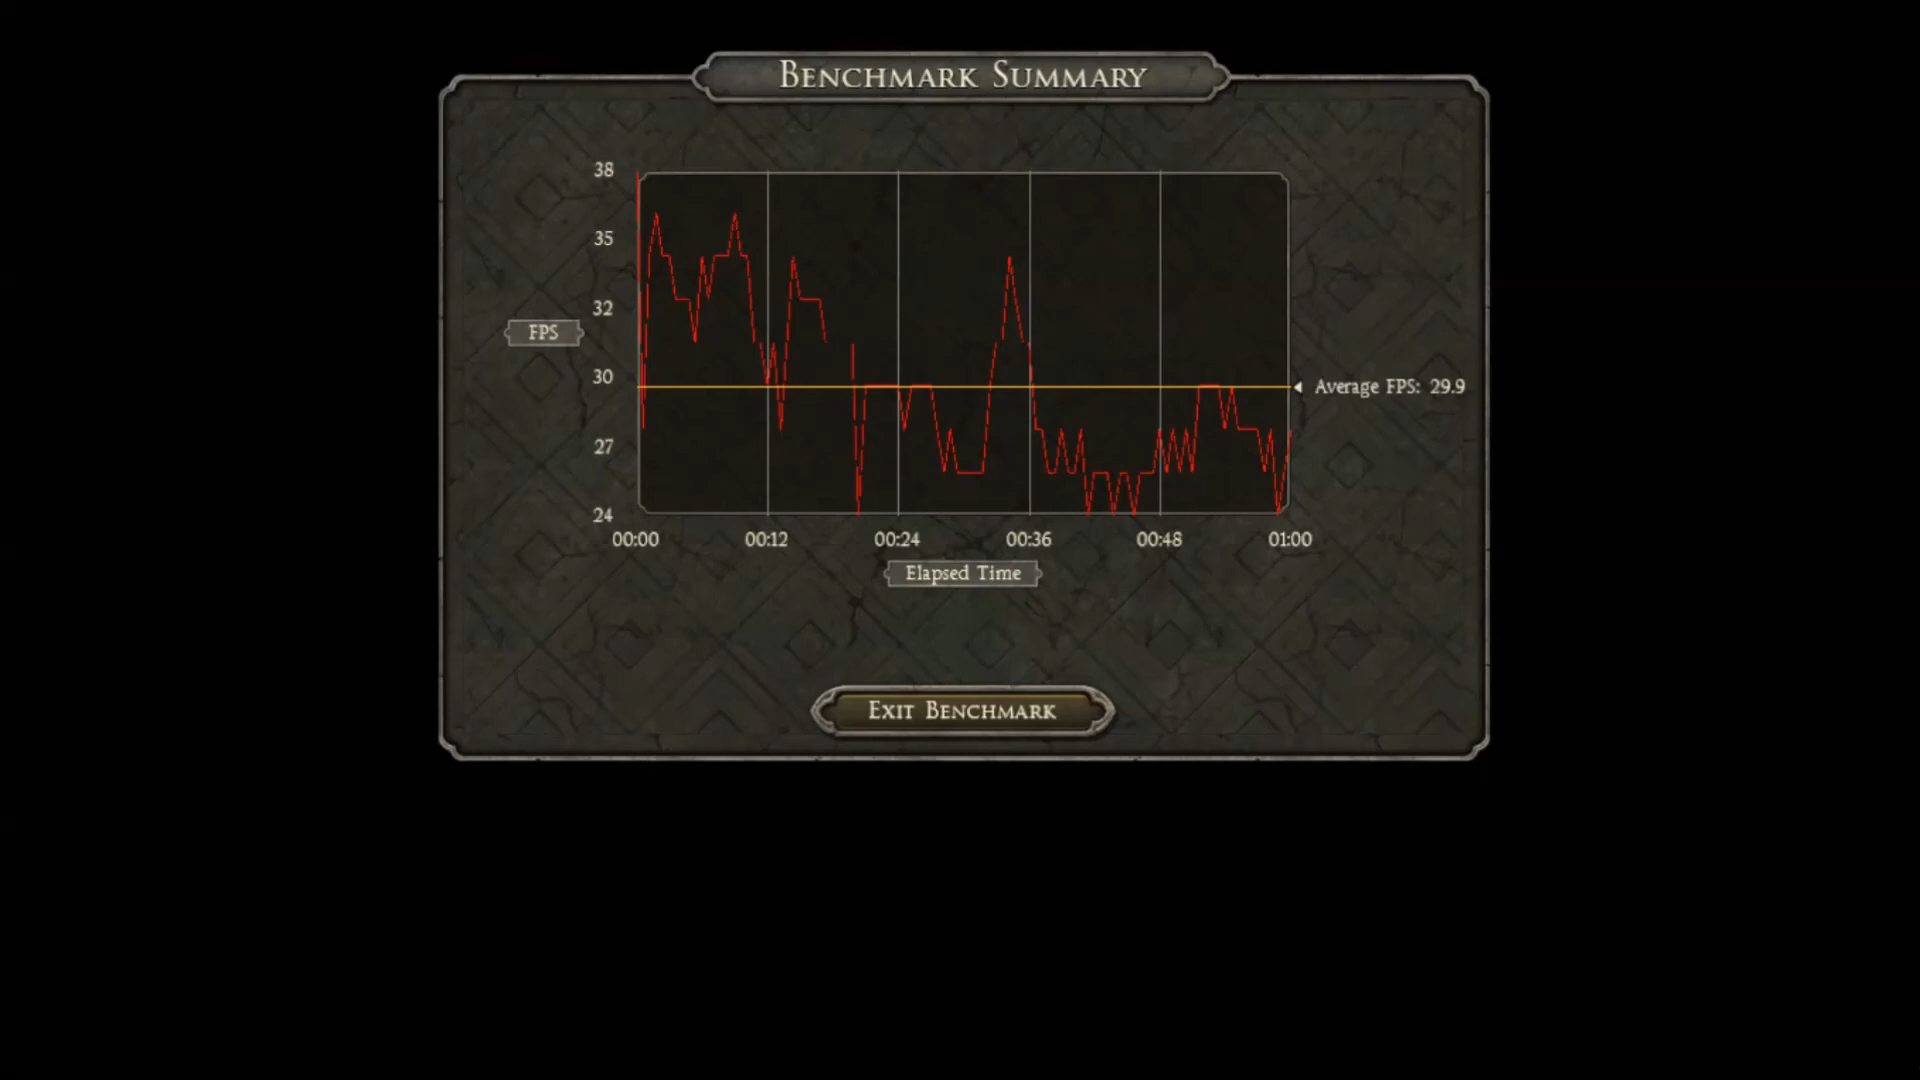 Benchmark Summary
38
35
32
FPS
30
Average FPS: 29.9
27
24
00:00 00:12 00:24 00:36 00:48 01:00
Elapsed Time
Exit Benchmark